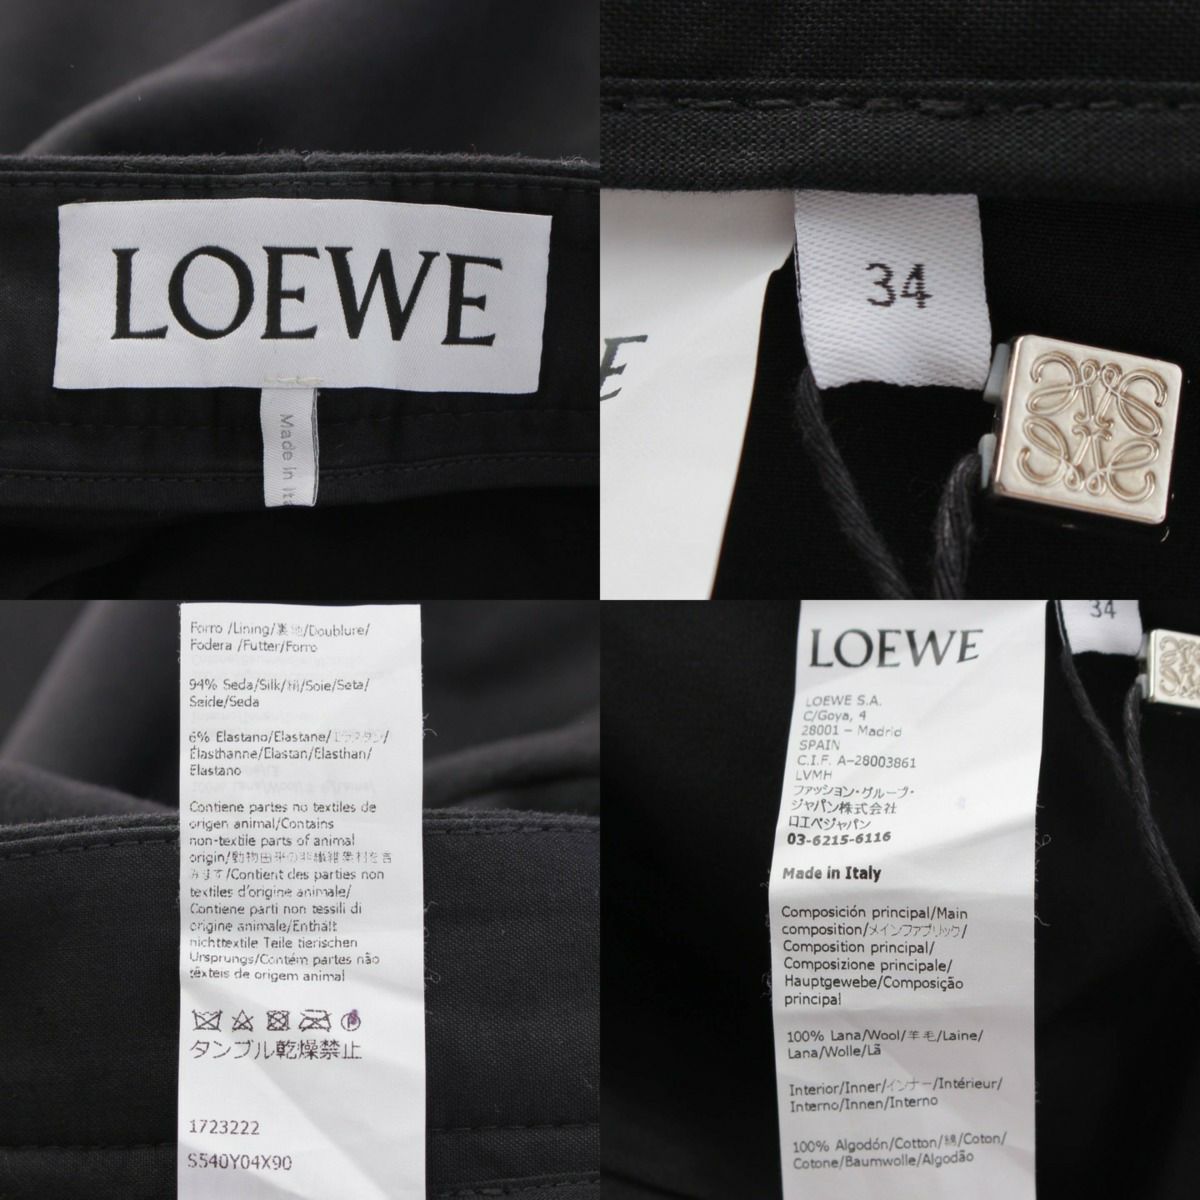 LOEWE
Made in Ita
34
E
Forro /Lining/裏地/Doublure/
Fodera /Futter/Forro
94% Seda/Silk/絹/Soie/Seta/
Seide/Seda
6% Elastano/Elastane/エラスタン/
Élasthanne/Elastan/Elasthan/
Elastano
Contiene partes no textiles de
origen animal/Contains
non-textile parts of animal
origin/動物由来の非繊維素材を含
みます/Contient des parties non
textiles d'origine animale/
Contiene parti non tessili di
origine animale/Enthält
nichttextile Teile tierischen
Ursprungs/Contém partes não
têxteis de origem animal
P
タンブル乾燥禁止
1723222
S540Y04X90
34
LOEWE
LOEWE S.A.
C/Goya, 4
28001 – Madrid
SPAIN
C.I.F. A-28003861
LVMH
ファッション・グループ・
ジャパン株式会社
ロエベジャパン
03-6215-6116
Made in Italy
Composición principal/Main
composition/メインファブリック/
Composition principal/
Composizione principale/
Hauptgewebe/Composição
principal
100% Lana/Wool/羊毛/Laine/
Lana/Wolle/Lã
Interior/Inner/インナー/Intérieur/
Interno/Innen/Interno
100% Algodón/Cotton/綿/Coton/
Cotone/Baumwolle/Algodão